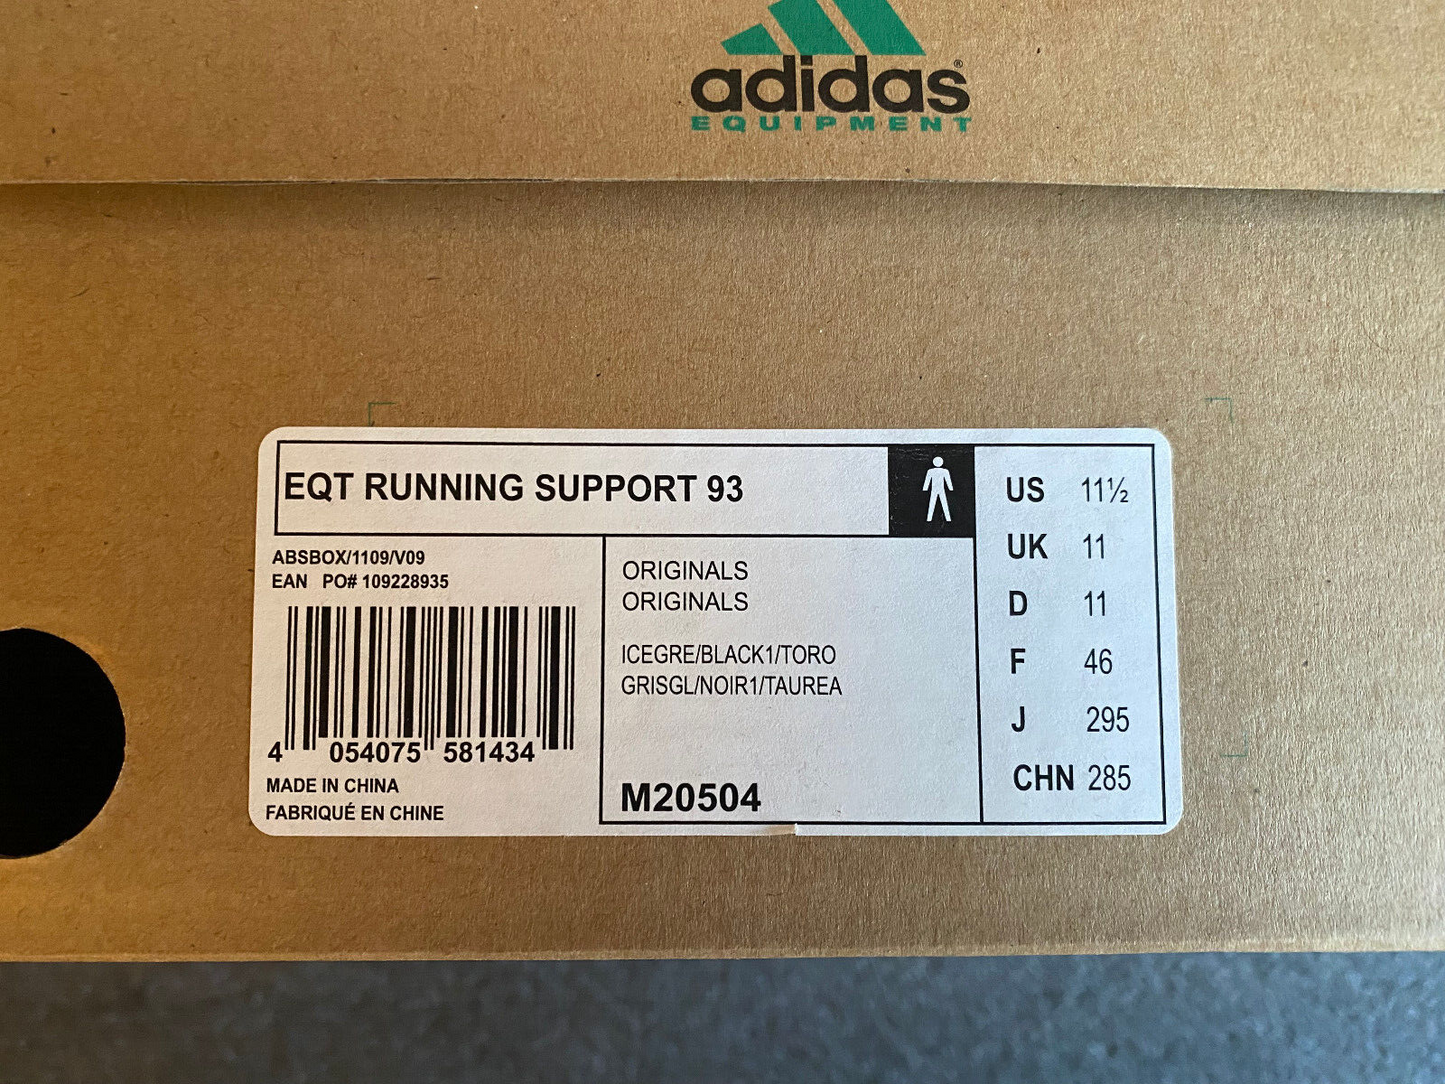 adidas®
EQUIPMENT
EQT RUNNING SUPPORT 93
ABSBOX/1109/V09
EAN PO# 109228935
4 054075 581434
MADE IN CHINA
FABRIQUÉ EN CHINE
ORIGINALS
ORIGINALS
ICEGRE/BLACK1/TORO
GRISGL/NOIR1/TAUREA
M20504
US 11½
UK 11
D 11
F 46
J 295
CHN 285